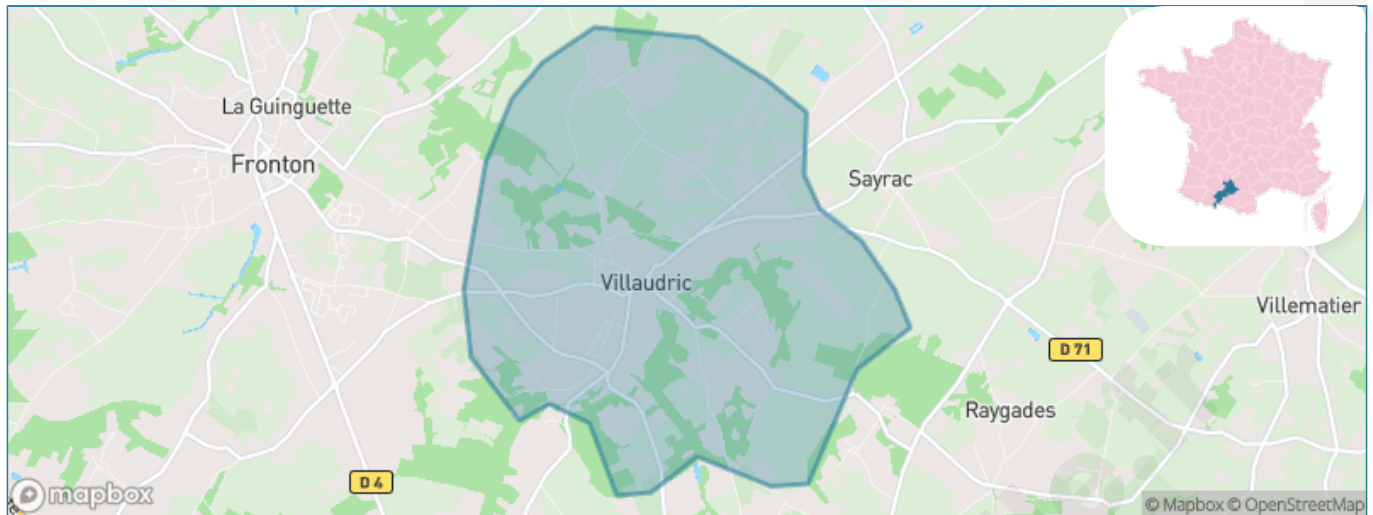 La Guinguette
Fronton
Sayrac
Villaudric
Villematier
D 71
Raygades
D 4
mapbox
© Mapbox © OpenStreetMap